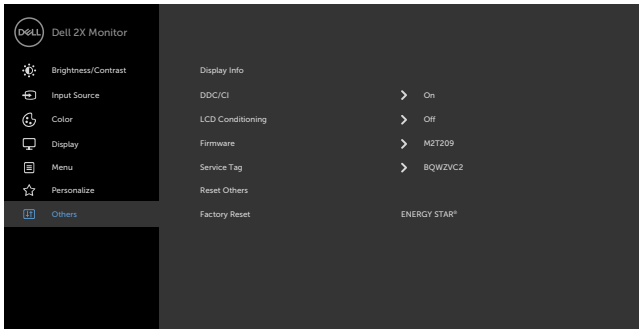 DELL Dell 2X Monitor
Brightness/Contrast Display Info
Input Source DDC/CI On
Color LCD Conditioning Off
Display Firmware M2T209
Menu Service Tag BQWZVC2
Personalize Reset Others
Others Factory Reset ENERGY STAR®